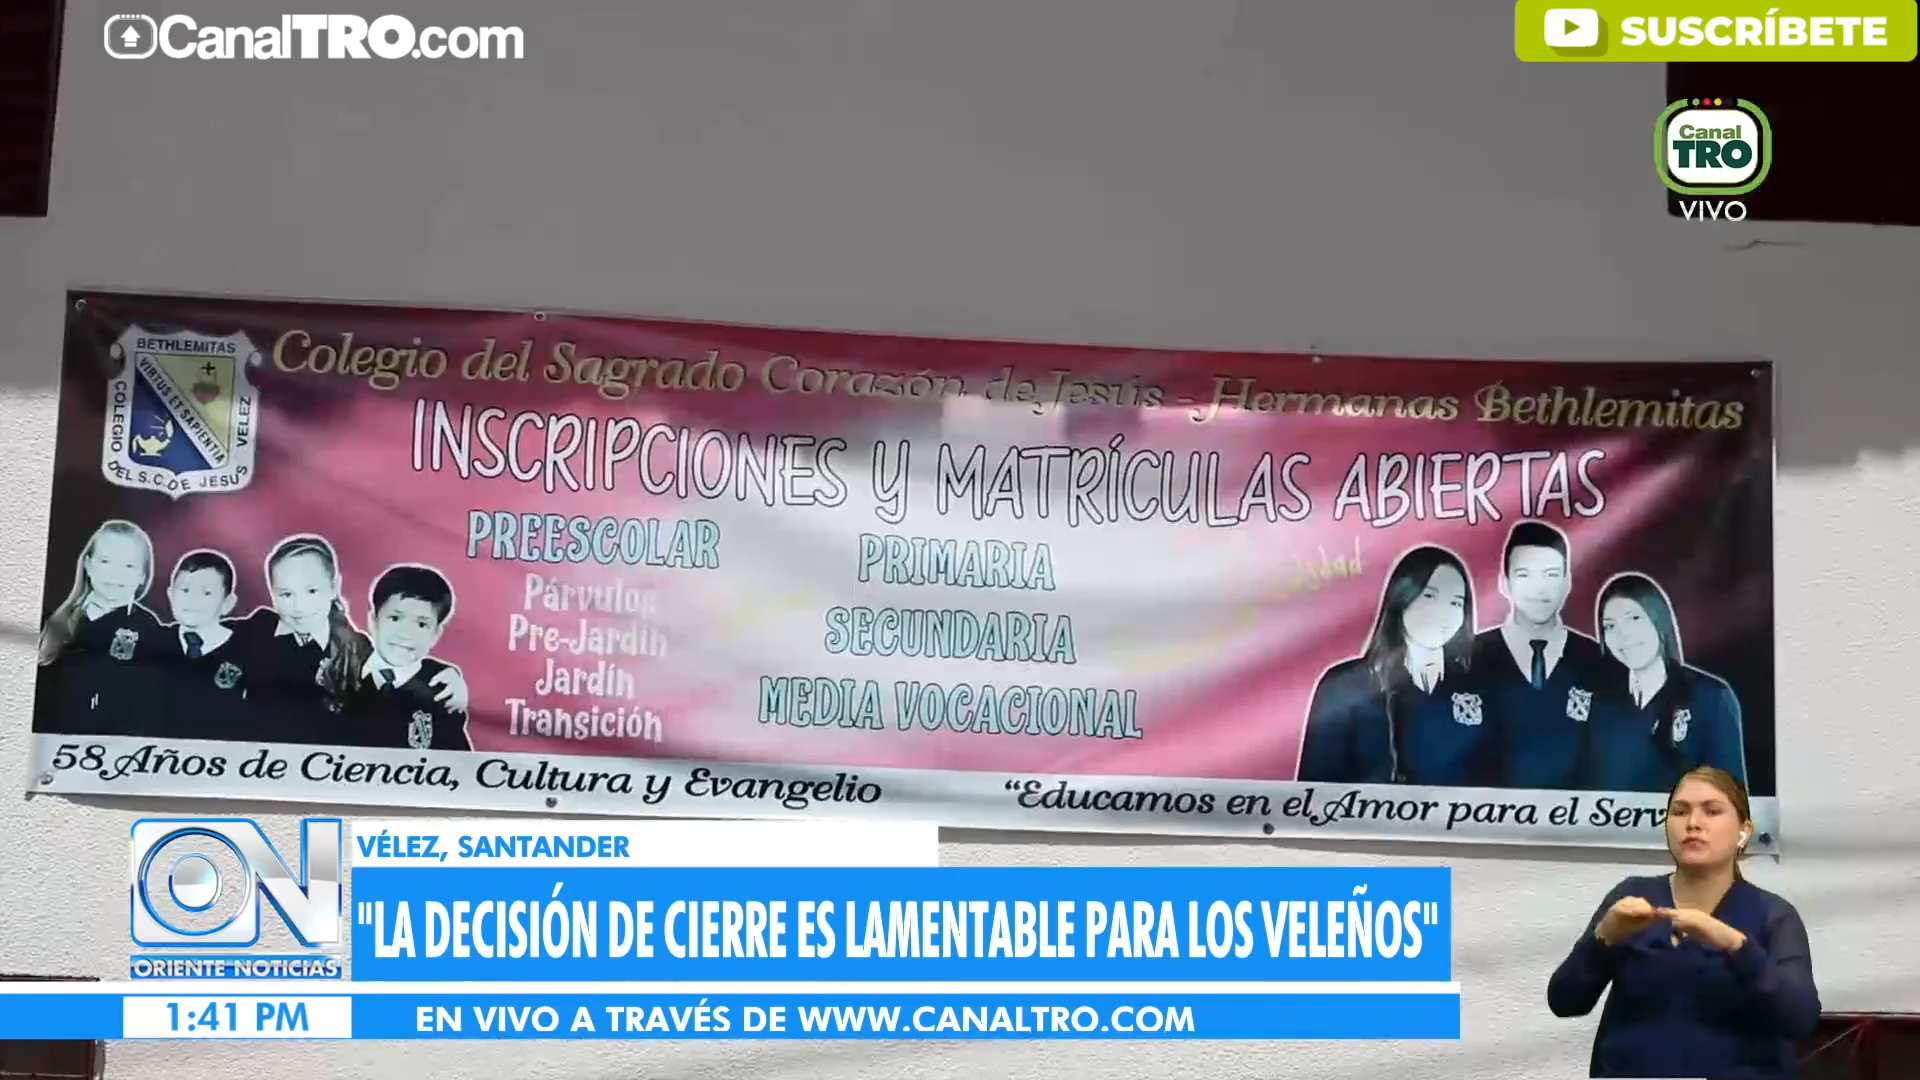 CanalTRO.com
SUSCRÍBETE
Canal
TRO
VIVO
BETHLEMITAS
VIRTUS ET SAPIENTIA
COLEGIO
VELEZ
DEL S.C. DE JESUS
Colegio del Sagrado Corazón de Jesús - Hermanas Bethlemitas
INSCRIPCIONES Y MATRÍCULAS ABIERTAS
PREESCOLAR
Párvulos
Pre-Jardín
Jardín
Transición
PRIMARIA
SECUNDARIA
MEDIA VOCACIONAL
58 Años de Ciencia, Cultura y Evangelio
"Educamos en el Amor para el Serv
ON
ORIENTE NOTICIAS
VÉLEZ, SANTANDER
"LA DECISIÓN DE CIERRE ES LAMENTABLE PARA LOS VELEÑOS"
1:41 PM
EN VIVO A TRAVÉS DE WWW.CANALTRO.COM